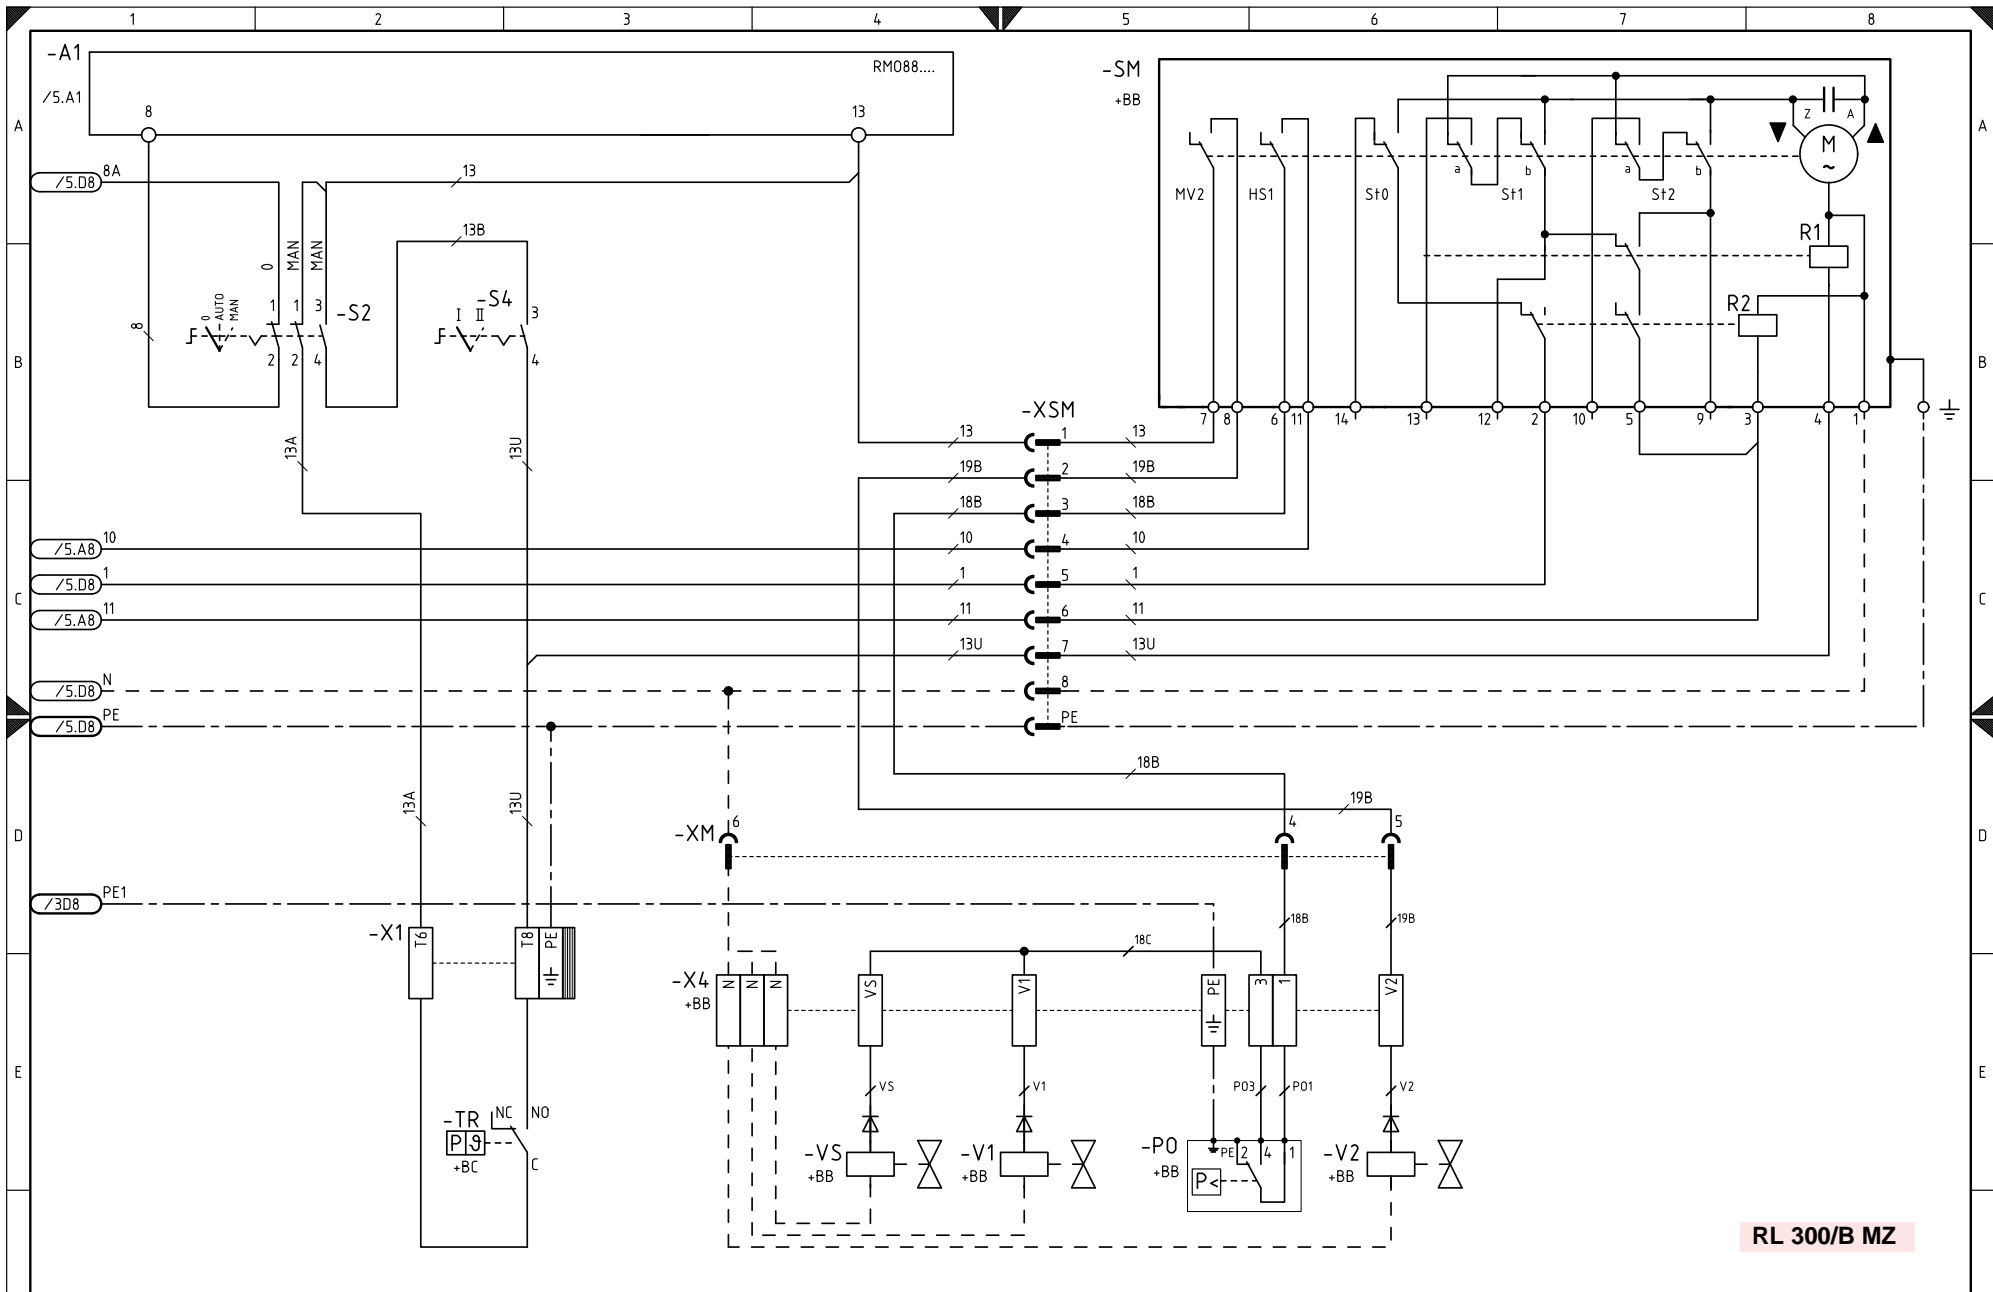 1 2 3 4 5 6 7 8
-A1
RMO88....
/5.A1
8 13
-SM
+BB
A A
Z A
M
~
a b a b
MV2 HS1 St0 St1 St2
/5.D8 8A
13
13B
0 MAN MAN
R1
R2
8
0 AUTO MAN
1 1 3
-S2
2 2 4
I II
-S4
3
4
B B
7 8 6 11 14 13 12 2 10 5 9 3 4 1
-XSM
13A 13U
13 1 13
19B 2 19B
18B 3 18B
/5.A8 10 10 4 10
/5.D8 1 1 5 1
C C
/5.A8 11 11 6 11
13U 7 13U
/5.D8 N 8
/5.D8 PE PE
18B
19B
13A 13U
D D
-XM 6 4 5
/3D8 PE1
18B 19B
-X1 T6 T8 PE
18C
-X4
+BB
N N N VS V1 PE 3 1 V2
E E
VS V1 PO3 PO1 V2
-TR
NC NO
P ϑ
+BC
C
-VS
+BB
-V1
+BB
-PO
+BB
PE 2 4 1
P<
-V2
+BB
RL 300/B MZ